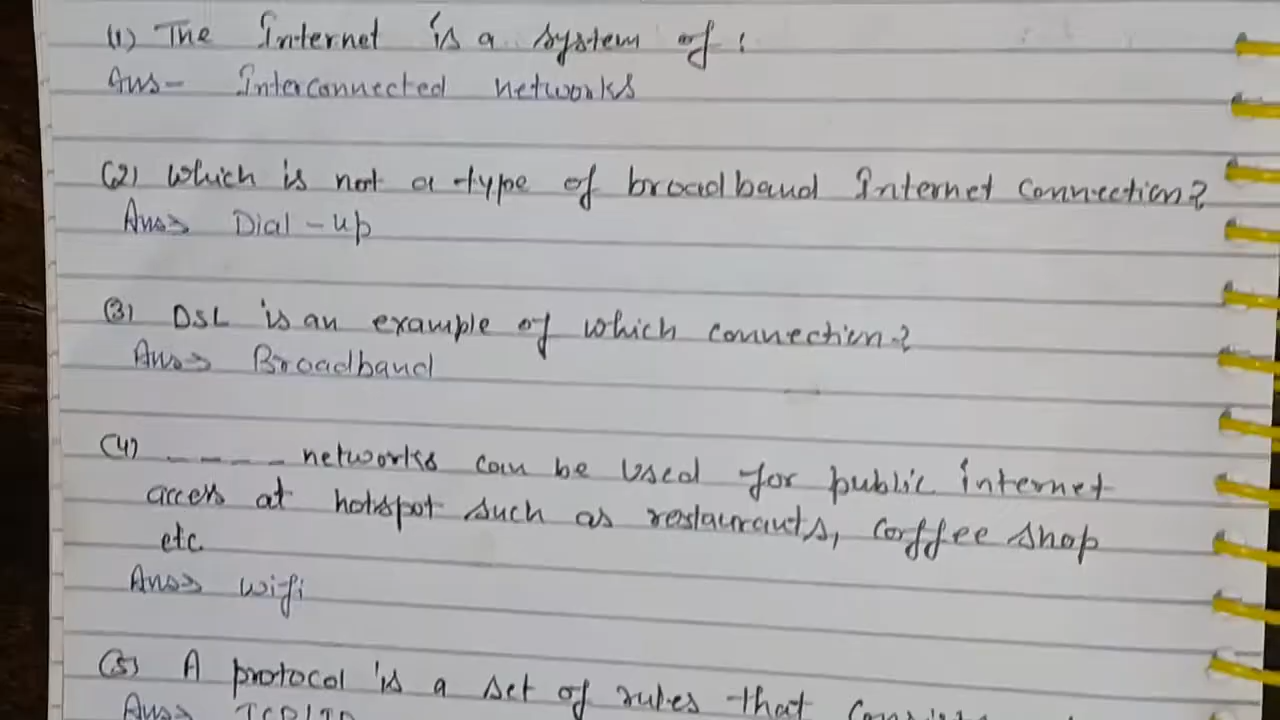 (1) The Internet is a system of :
Ans- Interconnected networks
(2) Which is not a type of broadband Internet connection?
Ans> Dial-up
(3) DSL is an example of which connection?
Ans> Broadband
(4) _ _ _ _ _ networks can be used for public internet
access at hotspot such as restaurants, coffee shop
etc
Ans> wifi
(5) A protocol is a set of rules that
Ans> TCP/IP